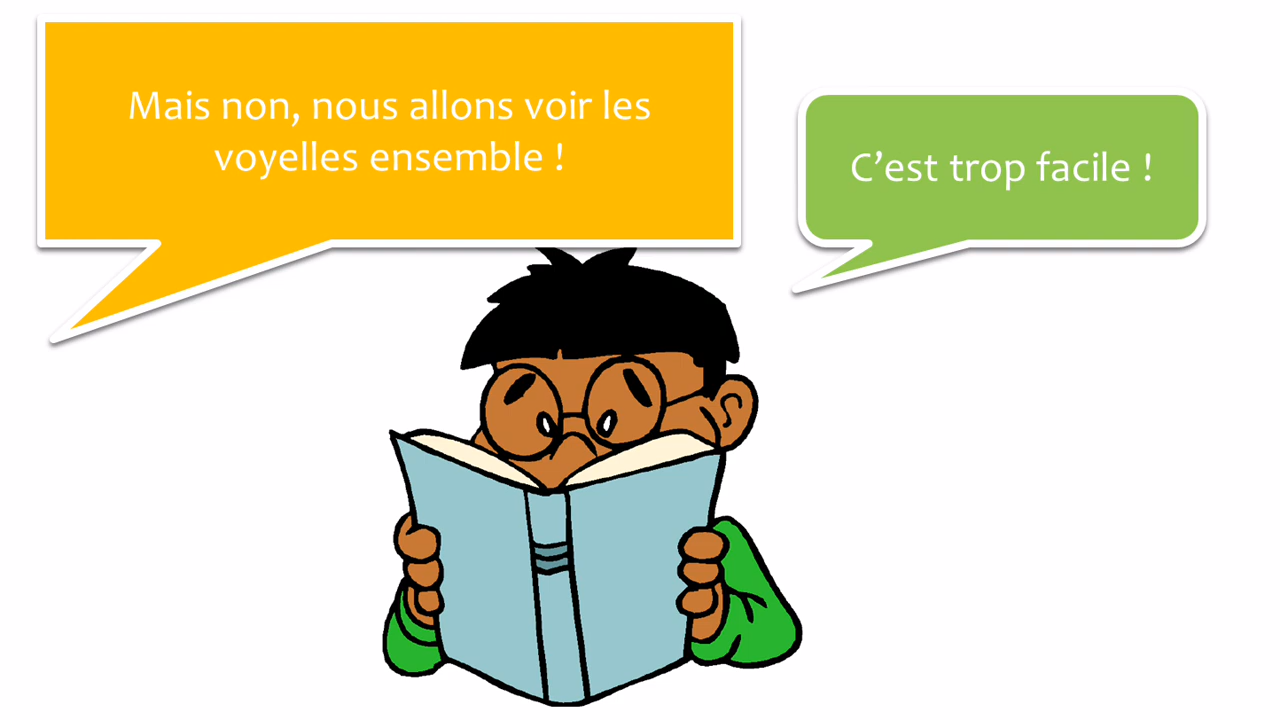 Mais non, nous allons voir les
voyelles ensemble !
C’est trop facile !